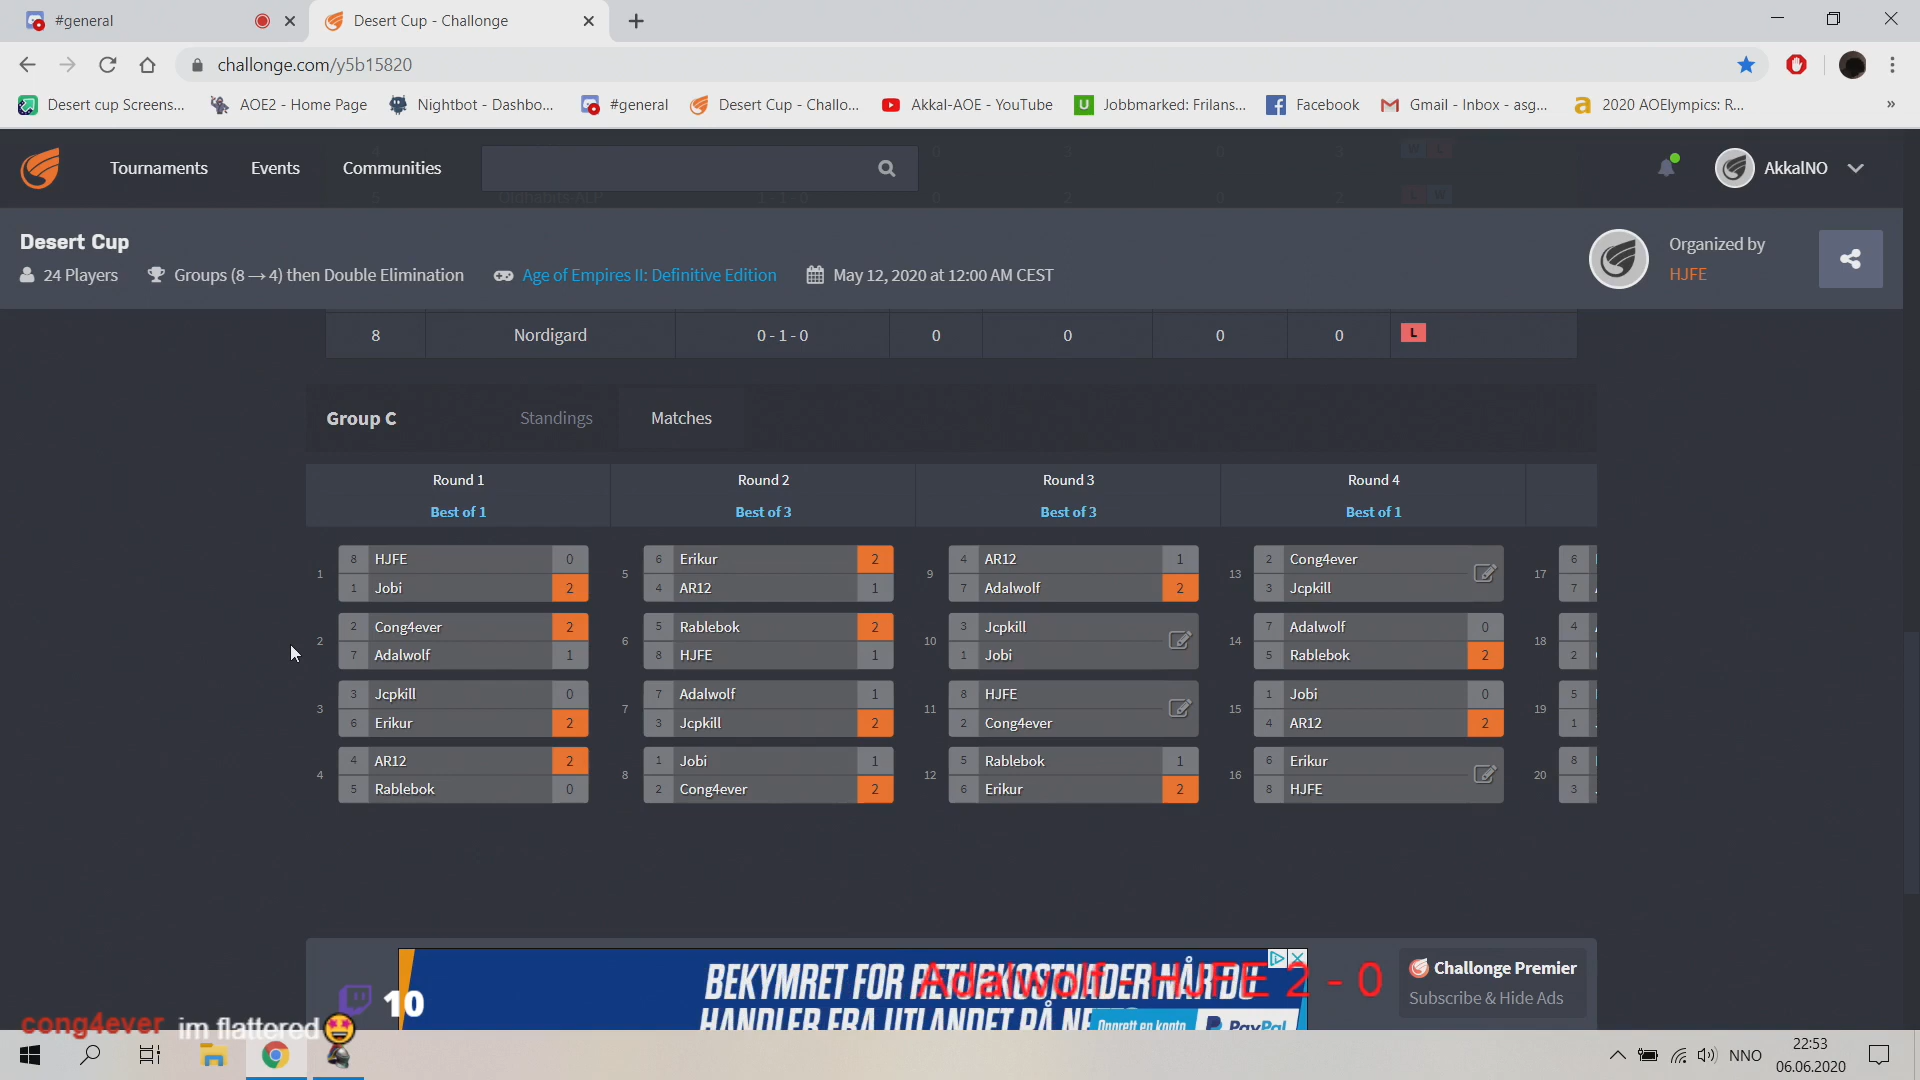 #general
Desert Cup - Challonge
challonge.com/y5b15820
Desert cup Screens...
AOE2 - Home Page
Nightbot - Dashbo...
#general
Desert Cup - Challo...
Akkal-AOE - YouTube
Jobbmarked: Frilans...
Facebook
Gmail - Inbox - asg...
2020 AOElympics: R...
»
Tournaments
Events
Communities
AkkalNO
Desert Cup
24 Players
Groups (8 → 4) then Double Elimination
Age of Empires II: Definitive Edition
May 12, 2020 at 12:00 AM CEST
Organized by
HJFE
8 Nordigard 0 - 1 - 0 0 0 0 0 L
Group C
Standings
Matches
Round 1
Best of 1
Round 2
Best of 3
Round 3
Best of 3
Round 4
Best of 1
1
8 HJFE 0
1 Jobi 2
2
2 Cong4ever 2
7 Adalwolf 1
3
3 Jcpkill 0
6 Erikur 2
4
4 AR12 2
5 Rablebok 0
5
6 Erikur 2
4 AR12 1
6
5 Rablebok 2
8 HJFE 1
7
7 Adalwolf 1
3 Jcpkill 2
8
1 Jobi 1
2 Cong4ever 2
9
4 AR12 1
7 Adalwolf 2
10
3 Jcpkill
1 Jobi
11
8 HJFE
2 Cong4ever
12
5 Rablebok 1
6 Erikur 2
13
2 Cong4ever
3 Jcpkill
14
7 Adalwolf 0
5 Rablebok 2
15
1 Jobi 0
4 AR12 2
16
6 Erikur
8 HJFE
17
6
7
18
4
2
19
5
1
20
8
3
10
BEKYMRET FOR RETURKOSTNADER NÅR DU
HANDLER FRA UTLANDET PÅ
Opprett en konto
PayPal
Adalwolf - HJFE 2 - 0
Challonge Premier
Subscribe & Hide Ads
cong4ever im flattered
NNO
22:53
06.06.2020